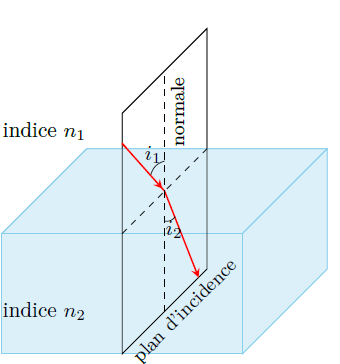 normale
indice n₁
i₁
i₂
indice n₂
plan d'incidence